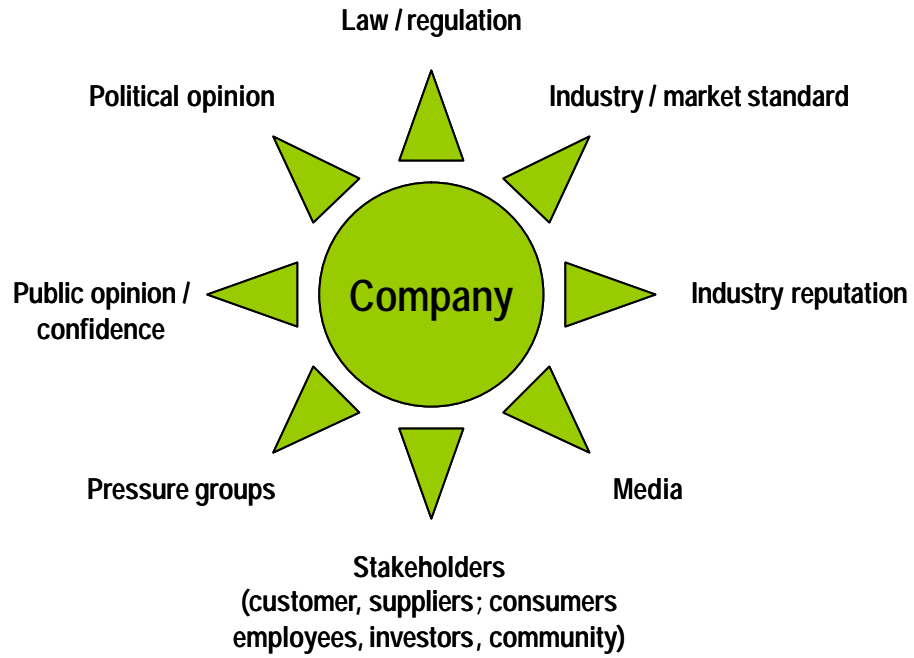 Law / regulation
Political opinion
Industry / market standard
Public opinion /
confidence
Company
Industry reputation
Pressure groups
Media
Stakeholders
(customer, suppliers; consumers
employees, investors, community)